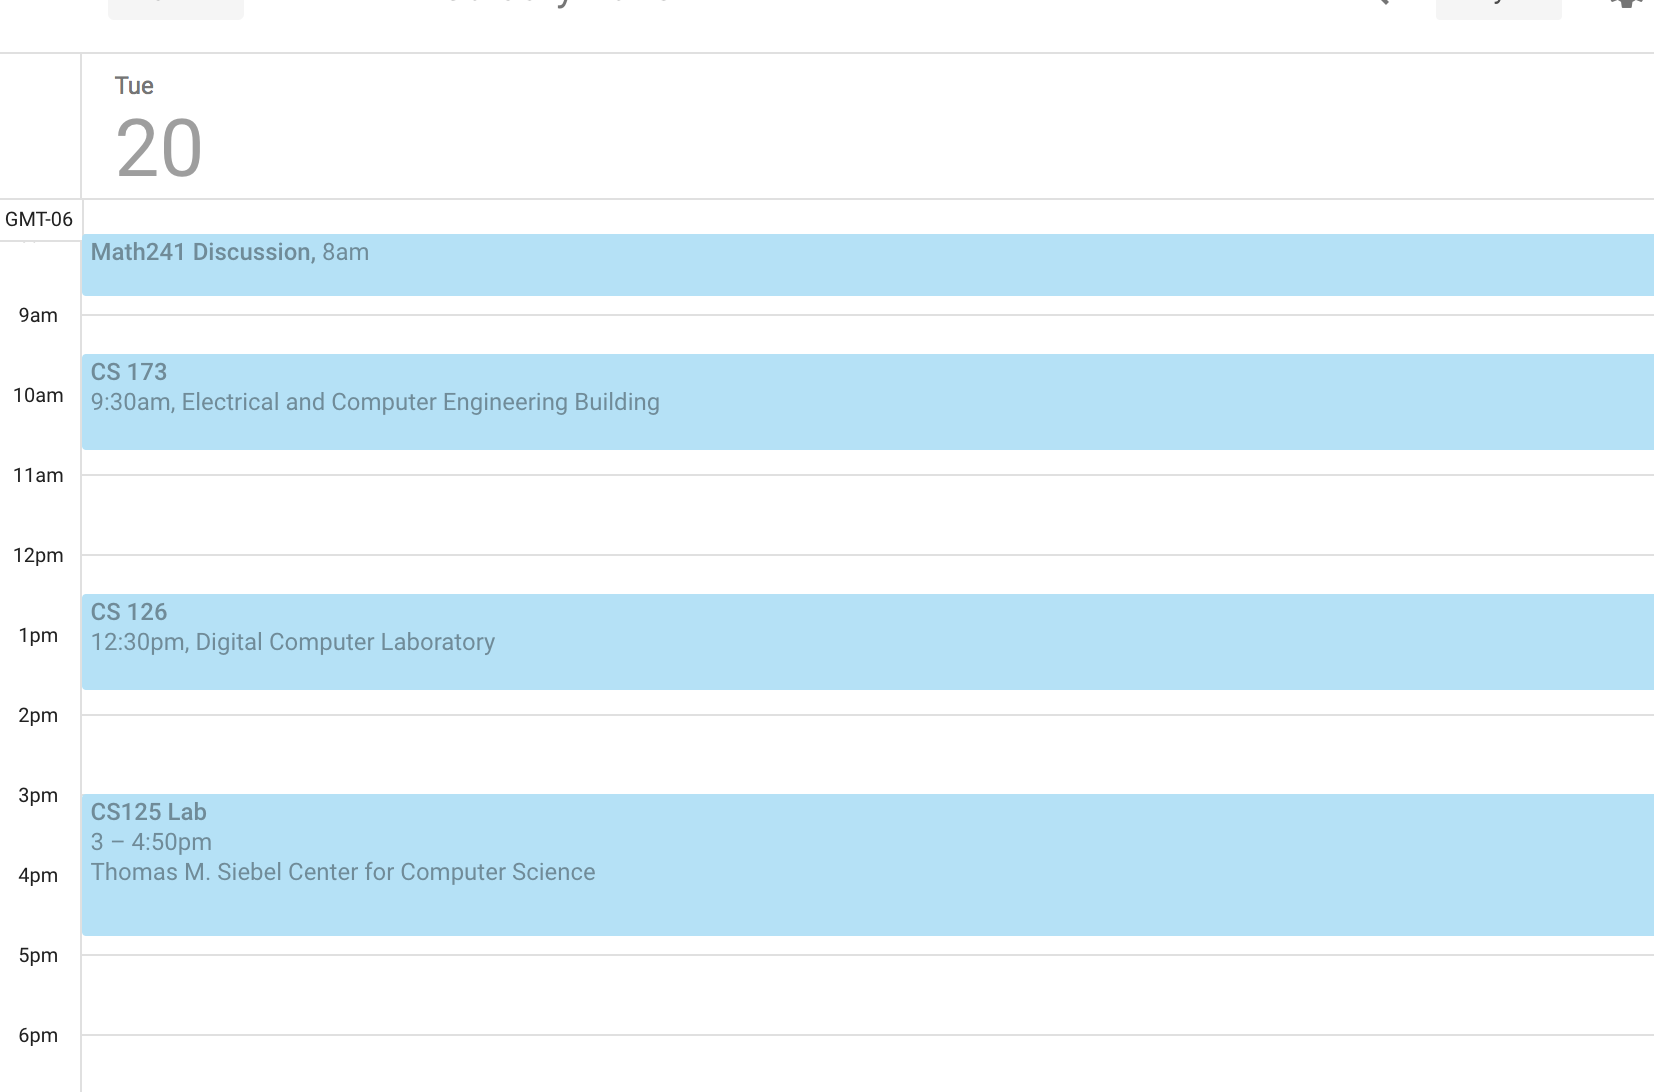 Tue
20
GMT-06
Math241 Discussion, 8am
9am
CS 173
10am
9:30am, Electrical and Computer Engineering Building
11am
12pm
CS 126
1pm
12:30pm, Digital Computer Laboratory
2pm
3pm
CS125 Lab
3 – 4:50pm
4pm
Thomas M. Siebel Center for Computer Science
5pm
6pm